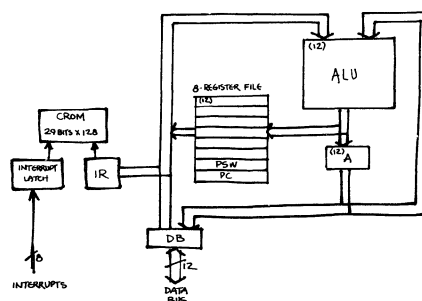 (12)
ALU
8-REGISTER FILE
(12)
CROM
29 BITS X 128
(12)
A
INTERRUPT
LATCH
IR
PSW
PC
DB
8
12
INTERRUPTS
DATA
BUS